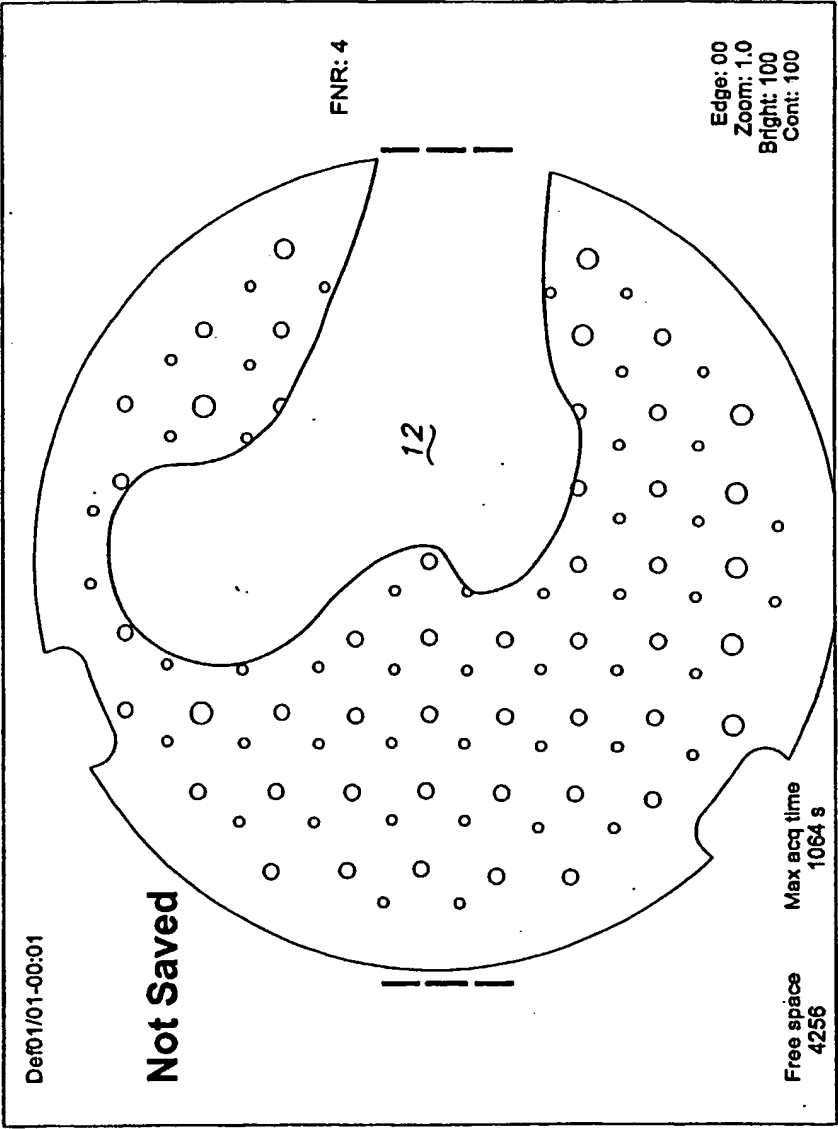 Def01/01-00:01
Not Saved
FNR: 4
12
Free space
4256
Max acq time
1064 s
Edge: 00
Zoom: 1.0
Bright: 100
Cont: 100